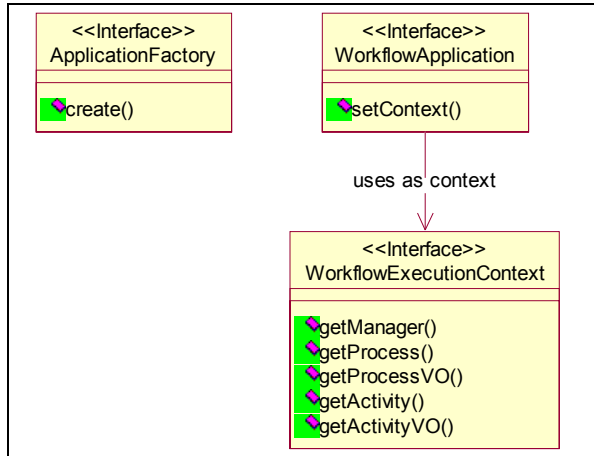 <<Interface>>
ApplicationFactory
create()
<<Interface>>
WorkflowApplication
setContext()
uses as context
<<Interface>>
WorkflowExecutionContext
getManager()
getProcess()
getProcessVO()
getActivity()
getActivityVO()